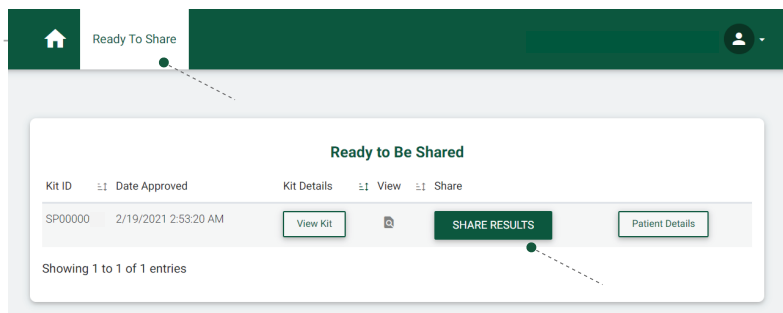 Ready To Share
Ready to Be Shared
Kit ID Date Approved Kit Details View Share
SP00000 2/19/2021 2:53:20 AM View Kit SHARE RESULTS Patient Details
Showing 1 to 1 of 1 entries